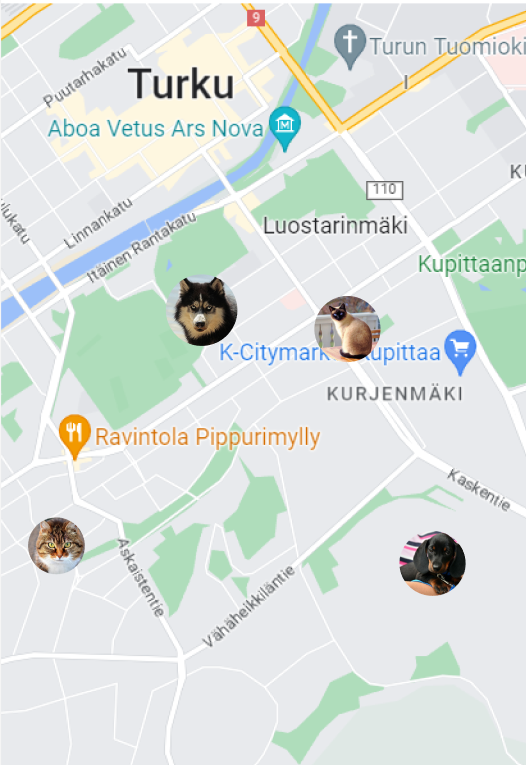 9
Turun Tuomioki
Puutarhakatu
Turku
Aboa Vetus Ars Nova
110
Linnankatu
Luostarinmäki
Itäinen Rantakatu
Kupittaanp
K-Citymark
upittaa
KURJENMÄKI
Ravintola Pippurimylly
Kaskentie
Askaistentie
Vähäheikkiläntie